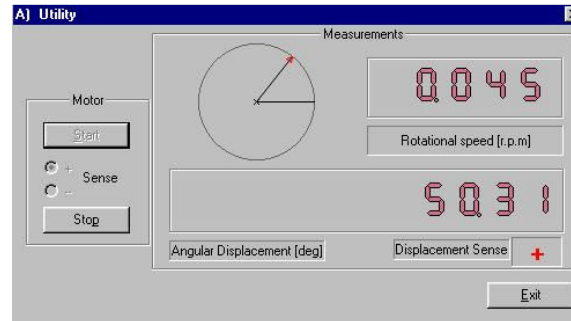 A) Utility
Measurements
0.045
Motor
Start
Rotational speed [r.p.m]
+
Sense
-
50.31
Stop
Angular Displacement [deg]
Displacement Sense
+
Exit